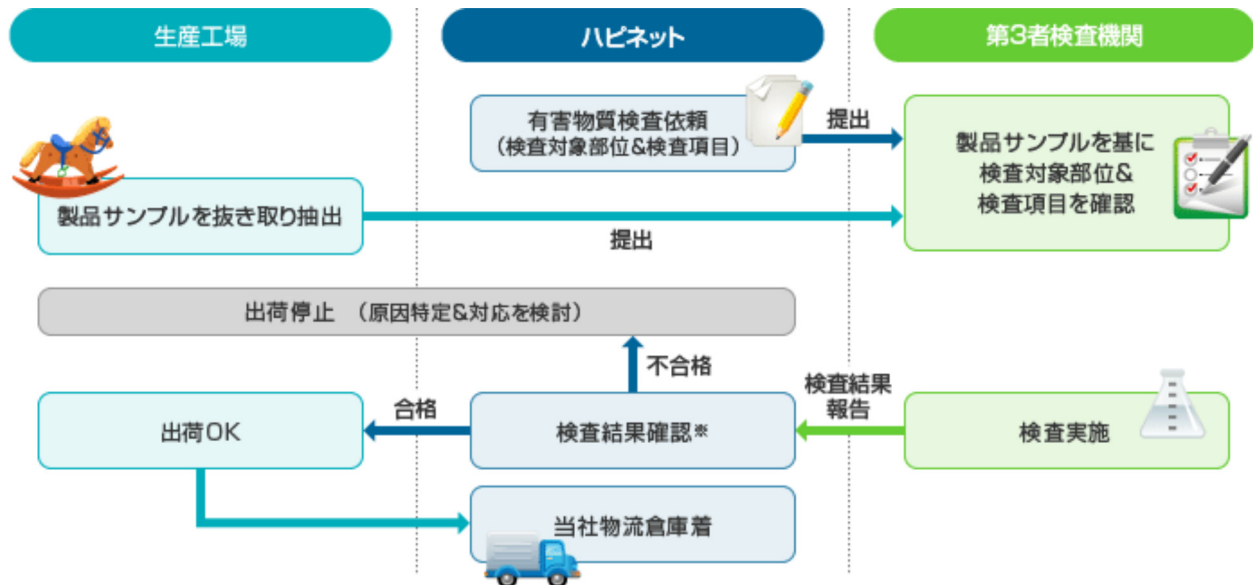 生産工場
ハピネット
第3者検査機関
有害物質検査依頼
(検査対象部位&検査項目)
提出
製品サンプルを基に
検査対象部位&
検査項目を確認
製品サンプルを抜き取り抽出
提出
出荷停止 (原因特定&対応を検討)
不合格
検査結果
報告
合格
出荷OK
検査結果確認※
検査実施
当社物流倉庫着